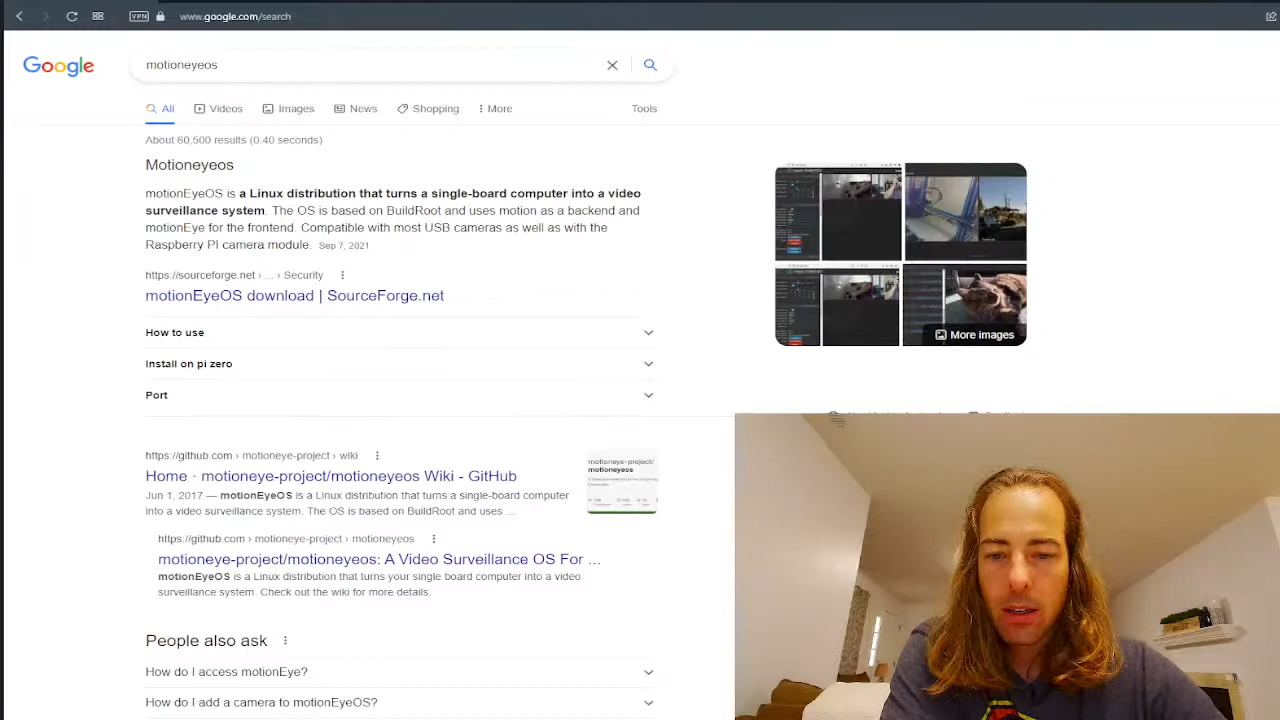 VPN
www.google.com/search
Google
motioneyeos
All
Videos
Images
News
Shopping
More
Tools
About 60,500 results (0.40 seconds)
Motioneyeos
motionEyeOS is a Linux distribution that turns a single-board computer into a video
surveillance system. The OS is based on BuildRoot and uses motion as a backend and
motionEye for the frontend. Compatible with most USB cameras as well as with the
Raspberry PI camera module. Sep 7, 2021
https://sourceforge.net › ... › Security
motionEyeOS download | SourceForge.net
How to use
Install on pi zero
Port
More images
https://github.com › motioneye-project › wiki
Home · motioneye-project/motioneyeos Wiki - GitHub
Jun 1, 2017 — motionEyeOS is a Linux distribution that turns a single-board computer
into a video surveillance system. The OS is based on BuildRoot and uses ...
motioneye-project/
motioneyeos
https://github.com › motioneye-project › motioneyeos
motioneye-project/motioneyeos: A Video Surveillance OS For ...
motionEyeOS is a Linux distribution that turns your single board computer into a video
surveillance system. Check out the wiki for more details.
People also ask
How do I access motionEye?
How do I add a camera to motionEyeOS?